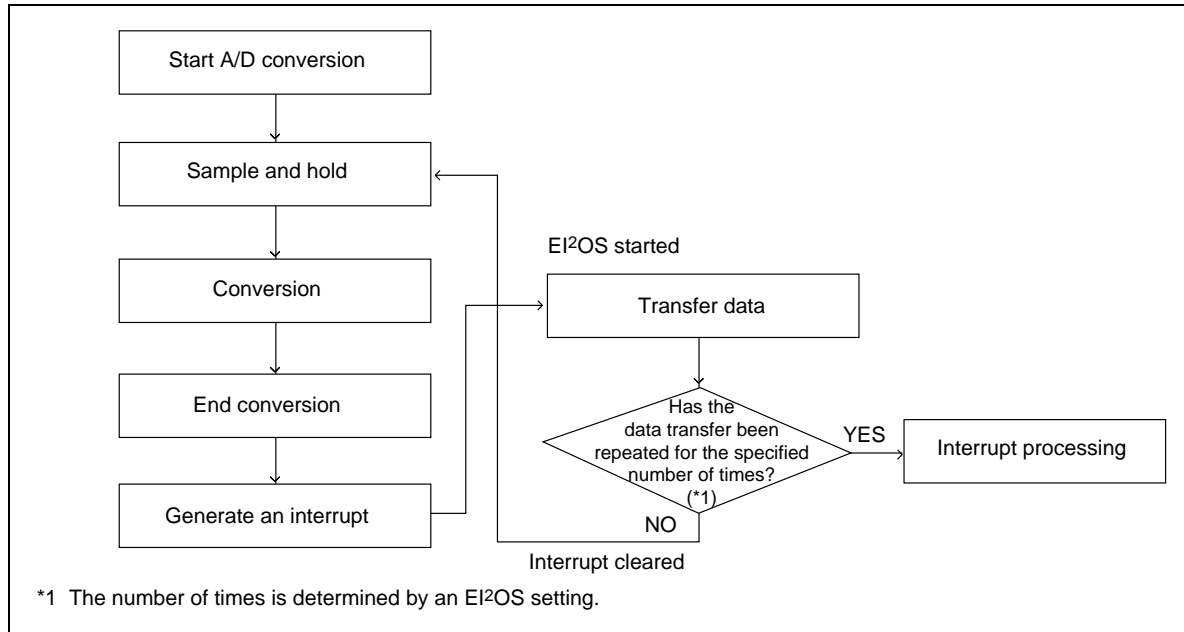 Start A/D conversion
Sample and hold
Conversion
End conversion
Generate an interrupt
EI2OS started
Transfer data
Has the
data transfer been
repeated for the specified
number of times?
(*1)
YES
Interrupt processing
NO
Interrupt cleared
*1 The number of times is determined by an EI2OS setting.